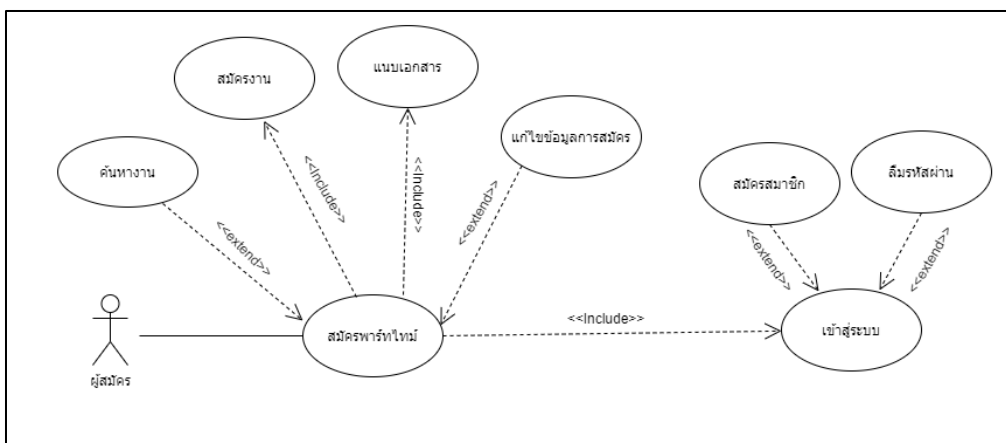 แนบเอกสาร
สมัครงาน
แก้ไขข้อมูลการสมัคร
ค้นหางาน
สมัครสมาชิก
ลืมรหัสผ่าน
<<Include>>
<<Include>>
<<extend>>
<<extend>>
<<extend>>
<<extend>>
<<Include>>
สมัครพาร์ทไทม์
เข้าสู่ระบบ
ผู้สมัคร